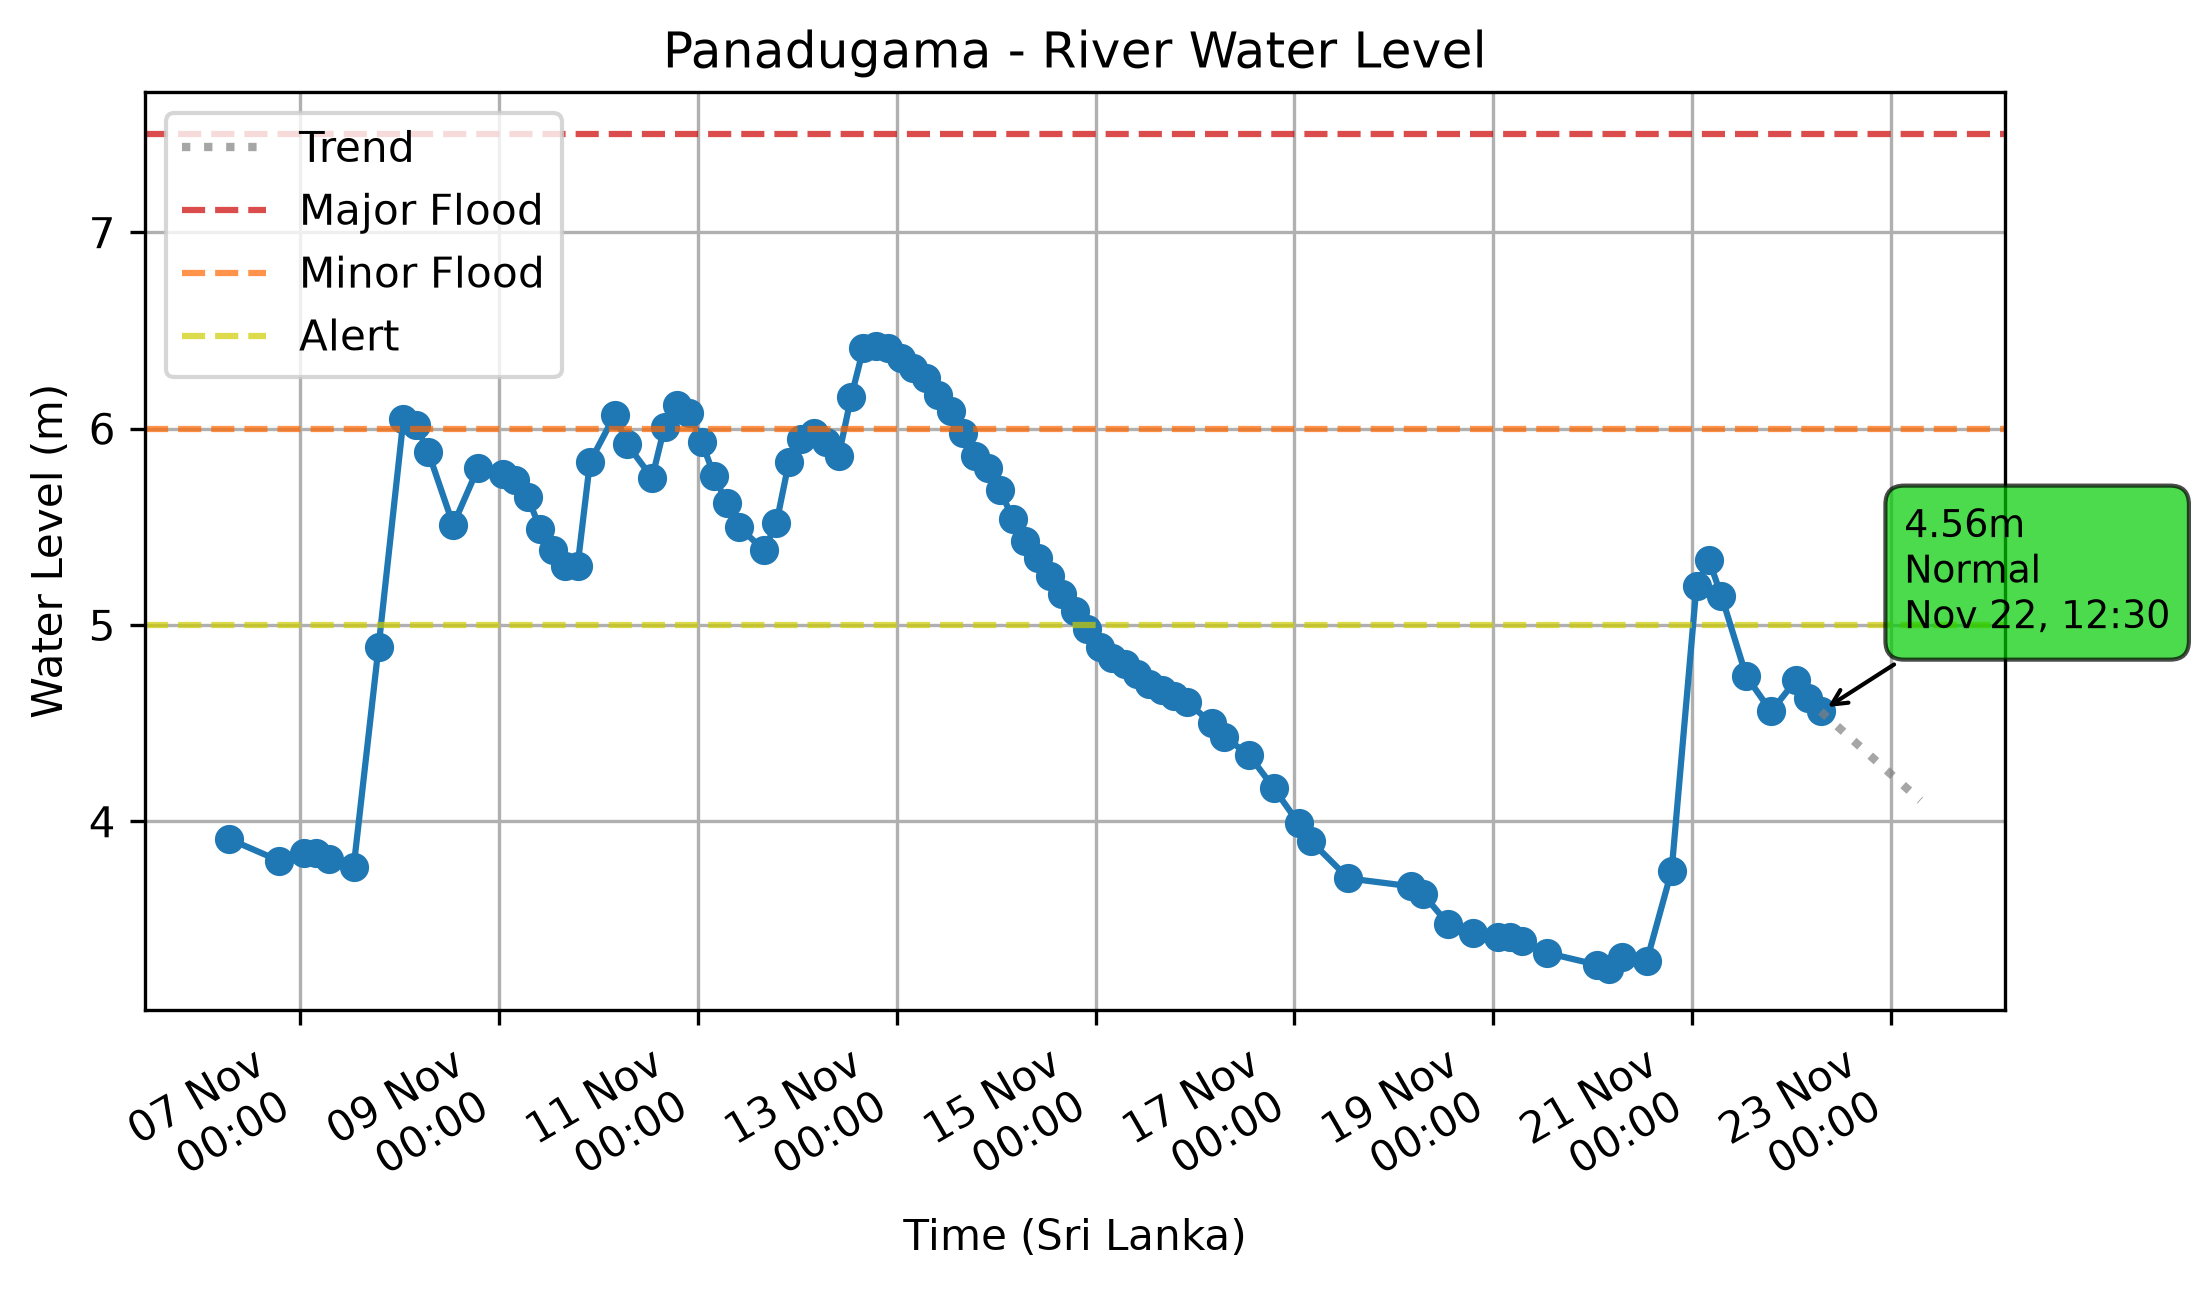 Panadugama - River Water Level
Trend
Major Flood
Minor Flood
Alert
7
6
5
4
Water Level (m)
4.56m
Normal
Nov 22, 12:30
07 Nov
00:00
09 Nov
00:00
11 Nov
00:00
13 Nov
00:00
15 Nov
00:00
17 Nov
00:00
19 Nov
00:00
21 Nov
00:00
23 Nov
00:00
Time (Sri Lanka)